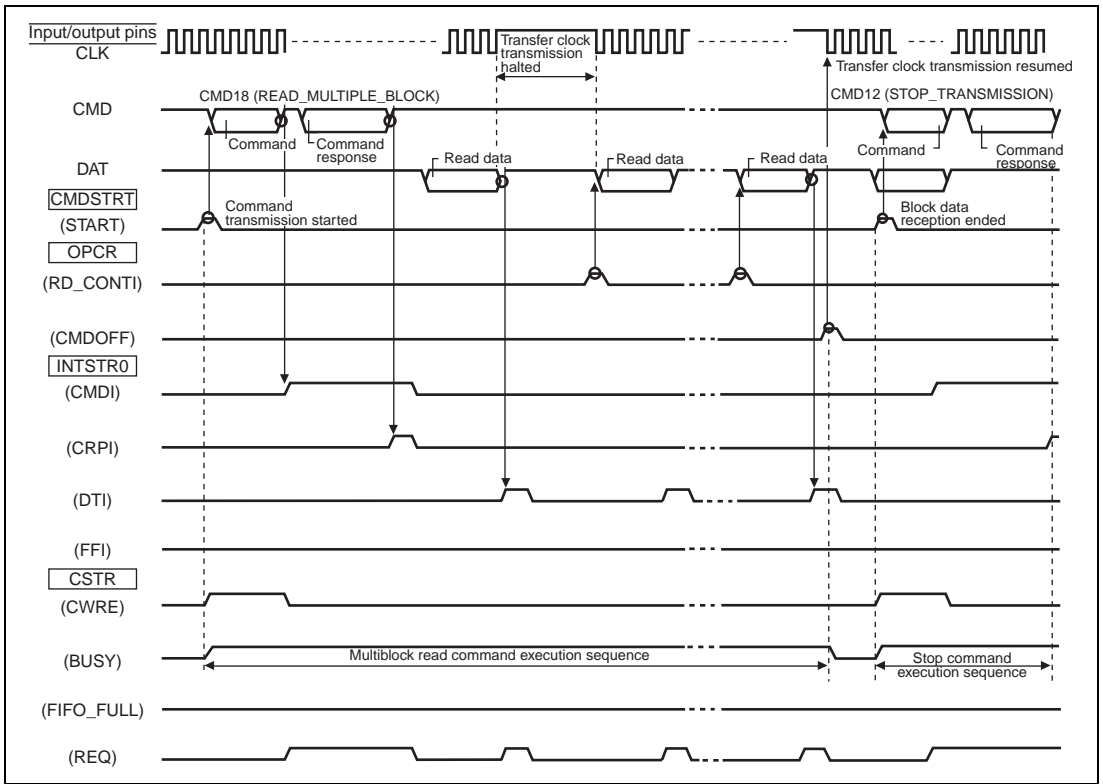 Input/output pins
CLK
Transfer clock
transmission
halted
Transfer clock transmission resumed
CMD
CMD18 (READ_MULTIPLE_BLOCK)
CMD12 (STOP_TRANSMISSION)
Command
Command
response
Command
Command
response
DAT
Read data
Read data
Read data
CMDSTRT
(START)
Command
transmission started
Block data
reception ended
OPCR
(RD_CONTI)
(CMDOFF)
INTSTR0
(CMDI)
(CRPI)
(DTI)
(FFI)
CSTR
(CWRE)
(BUSY)
Multiblock read command execution sequence
Stop command
execution sequence
(FIFO_FULL)
(REQ)